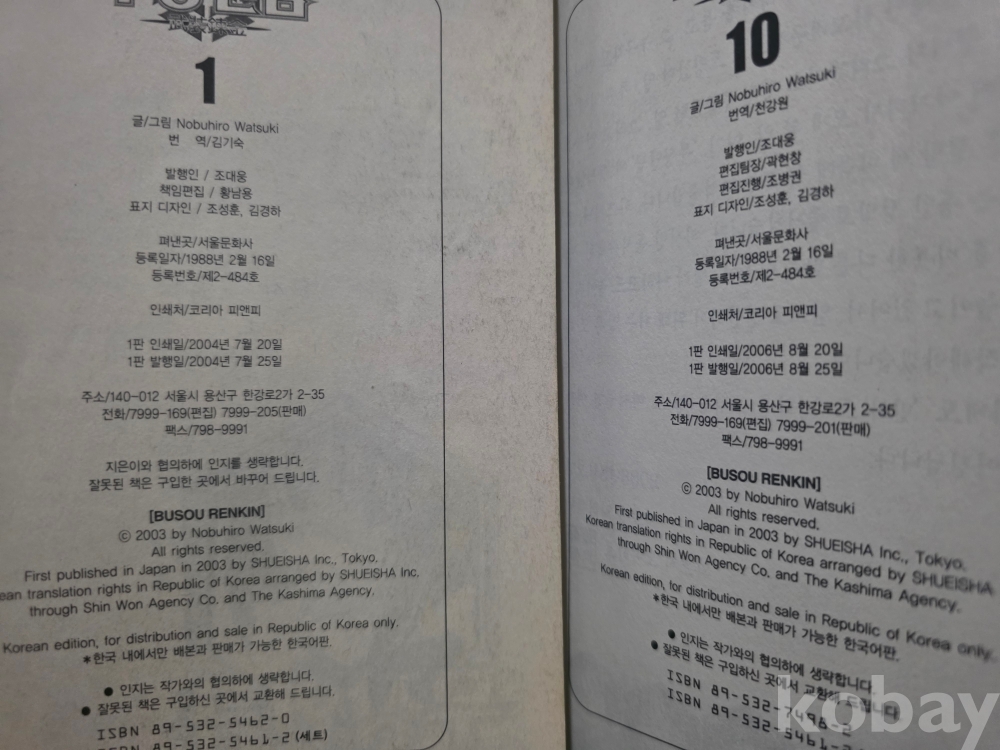 1
글/그림 Nobuhiro Watsuki
번 역/김기숙
발행인 / 조대웅
책임편집 / 황남용
표지 디자인 / 조성훈, 김경하
펴낸곳/서울문화사
등록일자/1988년 2월 16일
등록번호/제2-484호
인쇄처/코리아 피앤피
1판 인쇄일/2004년 7월 20일
1판 발행일/2004년 7월 25일
주소/140-012 서울시 용산구 한강로2가 2-35
전화/7999-169(편집) 7999-205(판매)
팩스/798-9991
지은이와 협의하에 인지를 생략합니다.
잘못된 책은 구입한 곳에서 바꾸어 드립니다.
[BUSOU RENKIN]
© 2003 by Nobuhiro Watsuki
All rights reserved.
First published in Japan in 2003 by SHUEISHA Inc., Tokyo.
ean translation rights in Republic of Korea arranged by SHUEISHA Inc.
through Shin Won Agency Co. and The Kashima Agency.
Korean edition, for distribution and sale in Republic of Korea only.
*한국 내에서만 배본과 판매가 가능한 한국어판.
● 인지는 작가와의 협의하에 생략합니다.
● 잘못된 책은 구입하신 곳에서 교환해 드립니다.
ISBN 89-532-5462-0
ISBN 89-532-5461-2 (세트)
10
글/그림 Nobuhiro Watsuki
번역/천강원
발행인/조대웅
편집팀장/곽현창
편집진행/조병권
표지 디자인/조성훈, 김경하
펴낸곳/서울문화사
등록일자/1988년 2월 16일
등록번호/제2-484호
인쇄처/코리아 피앤피
1판 인쇄일/2006년 8월 20일
1판 발행일/2006년 8월 25일
주소/140-012 서울시 용산구 한강로2가 2-35
전화/7999-169(편집) 7999-201(판매)
팩스/798-9991
[BUSOU RENKIN]
© 2003 by Nobuhiro Watsuki
All rights reserved.
First published in Japan in 2003 by SHUEISHA Inc., Tokyo.
Korean translation rights in Republic of Korea arranged by SHUEISHA
through Shin Won Agency Co. and The Kashima Agency.
Korean edition, for distribution and sale in Republic of Korea only.
*한국 내에서만 배본과 판매가 가능한 한국어판.
● 인지는 작가와의 협의하에 생략합니다.
● 잘못된 책은 구입하신 곳에서 교환해 드립니다.
ISBN 89-532-
ISBN 89-532-5461-
kobay